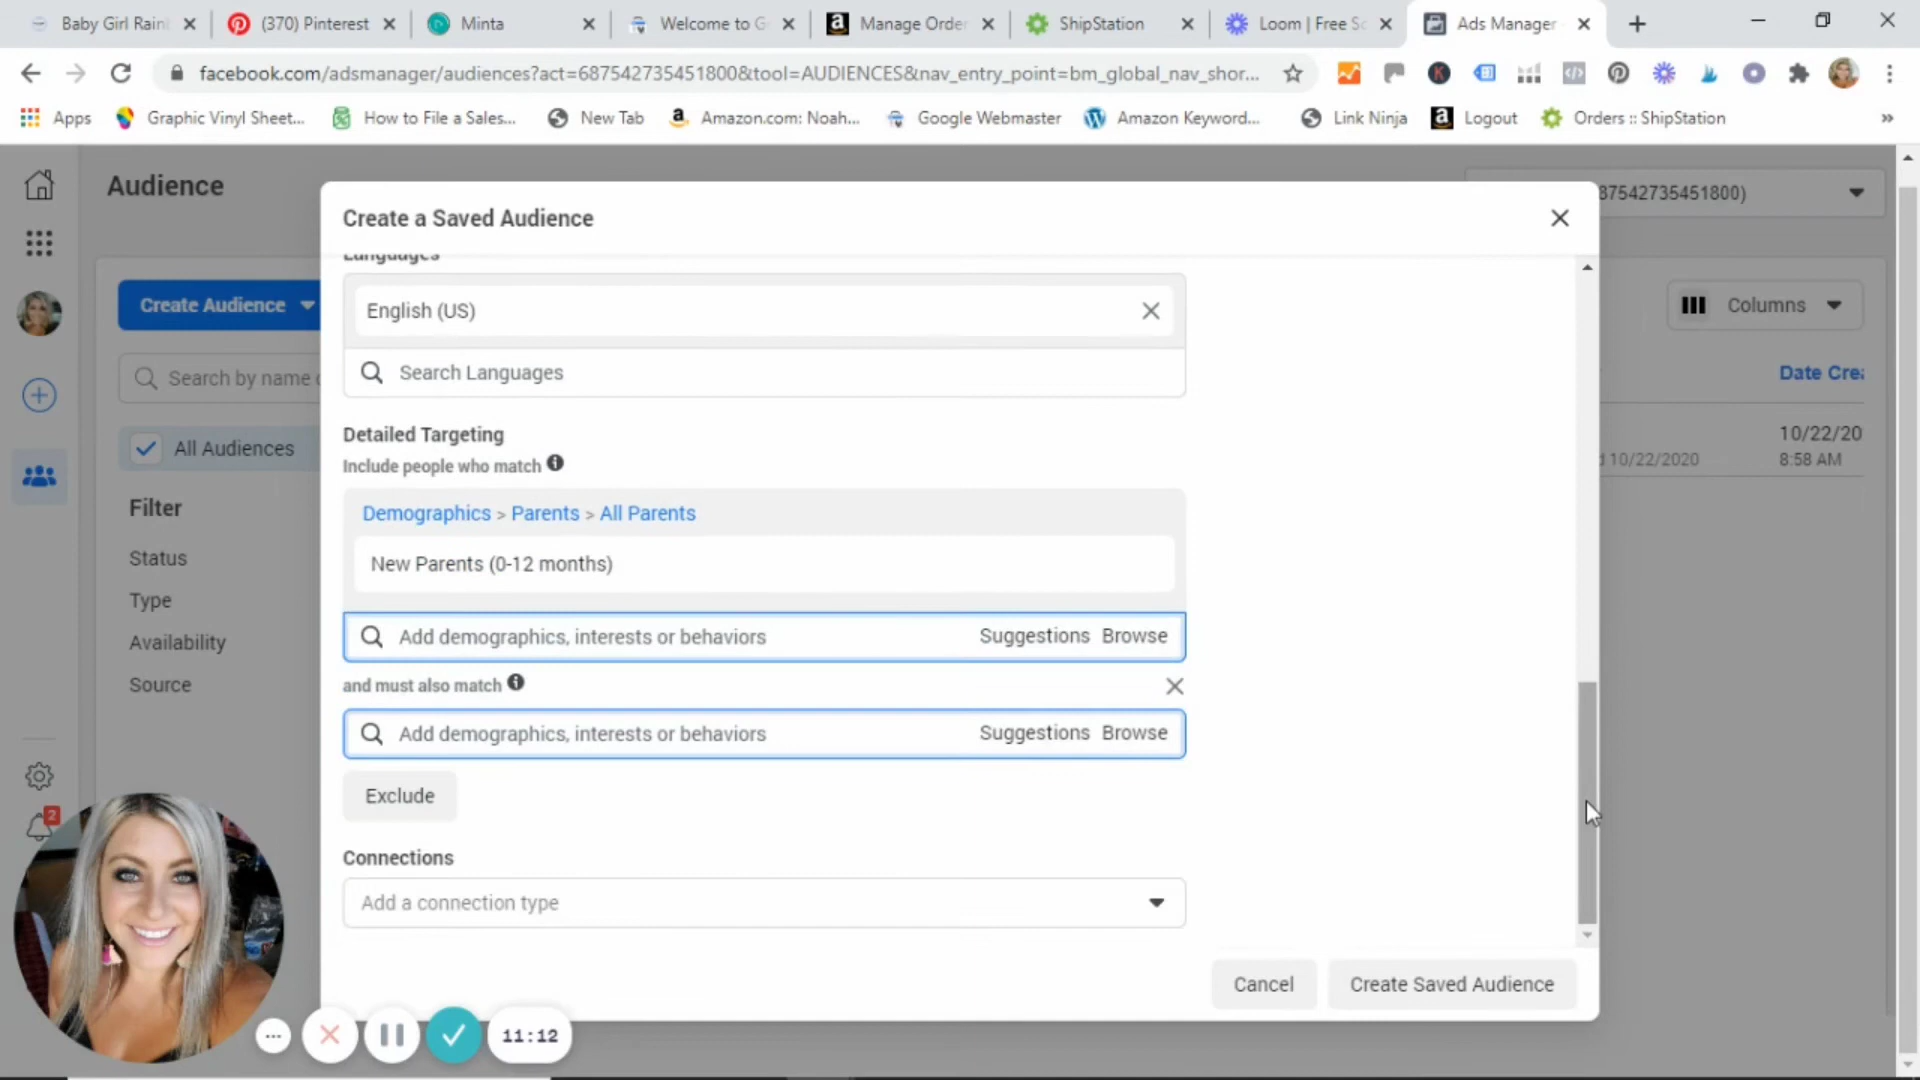 Baby Girl Rain
(370) Pinterest
Minta
Welcome to G
Manage Order
ShipStation
Loom | Free Sc
Ads Manager
facebook.com/adsmanager/audiences?act=687542735451800&tool=AUDIENCES&nav_entry_point=bm_global_nav_shor...
Apps
Graphic Vinyl Sheet...
How to File a Sales...
New Tab
Amazon.com: Noah...
Google Webmaster
Amazon Keyword...
Link Ninja
Logout
Orders :: ShipStation
»
Audience
87542735451800)
Create a Saved Audience
Languages
Create Audience
English (US)
Columns
Search by name
Search Languages
Date Crea
All Audiences
Detailed Targeting
Include people who match
10/22/20
10/22/2020
8:58 AM
Filter
Demographics > Parents > All Parents
Status
New Parents (0-12 months)
Type
Availability
Add demographics, interests or behaviors Suggestions Browse
Source
and must also match
Add demographics, interests or behaviors Suggestions Browse
Exclude
2
Connections
Add a connection type
Cancel
Create Saved Audience
11:12